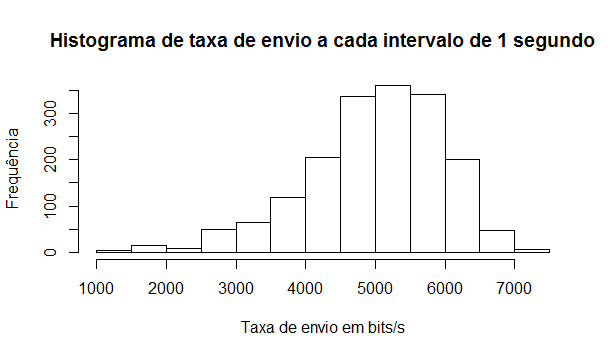 Histograma de taxa de envio a cada intervalo de 1 segundo
Frequência
300
100
0
1000 2000 3000 4000 5000 6000 7000
Taxa de envio em bits/s